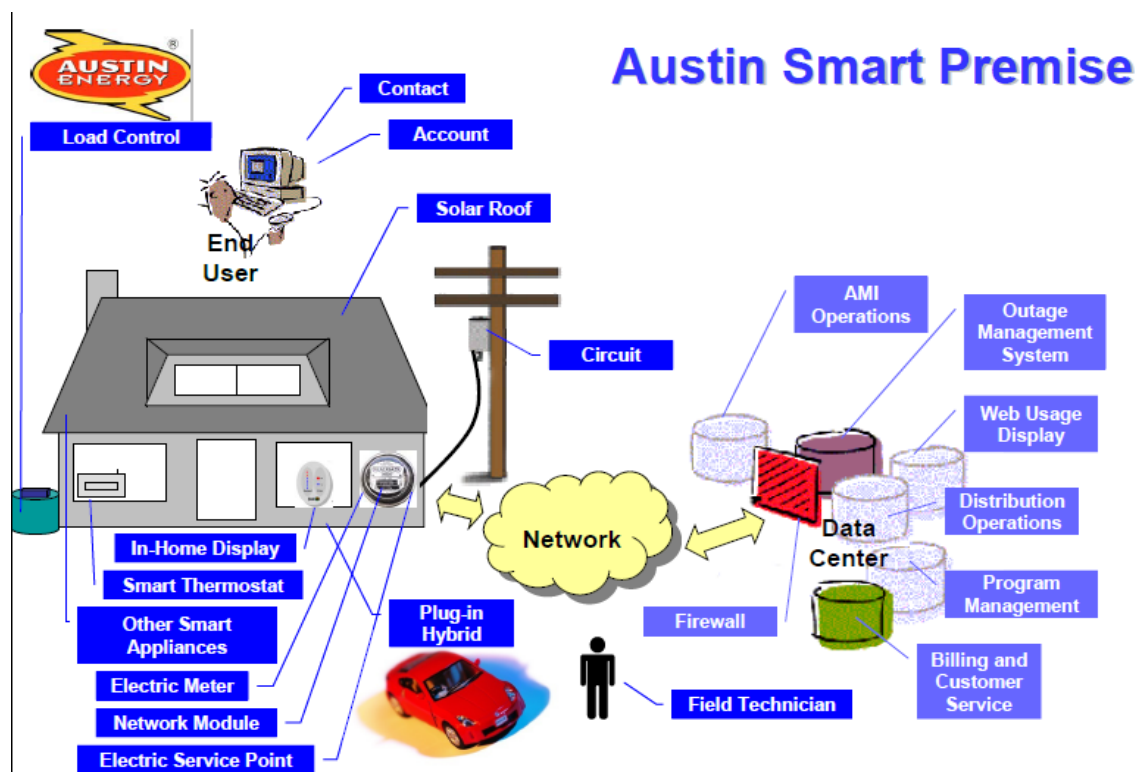 AUSTIN
ENERGY
®
Austin Smart Premise
Load Control
Contact
Account
Solar Roof
End
User
Circuit
AMI
Operations
Outage
Management
System
Web Usage
Display
Distribution
Operations
Data
Center
Program
Management
Network
In-Home Display
Smart Thermostat
Other Smart
Appliances
Electric Meter
Network Module
Electric Service Point
Plug-in
Hybrid
Firewall
Field Technician
Billing and
Customer
Service